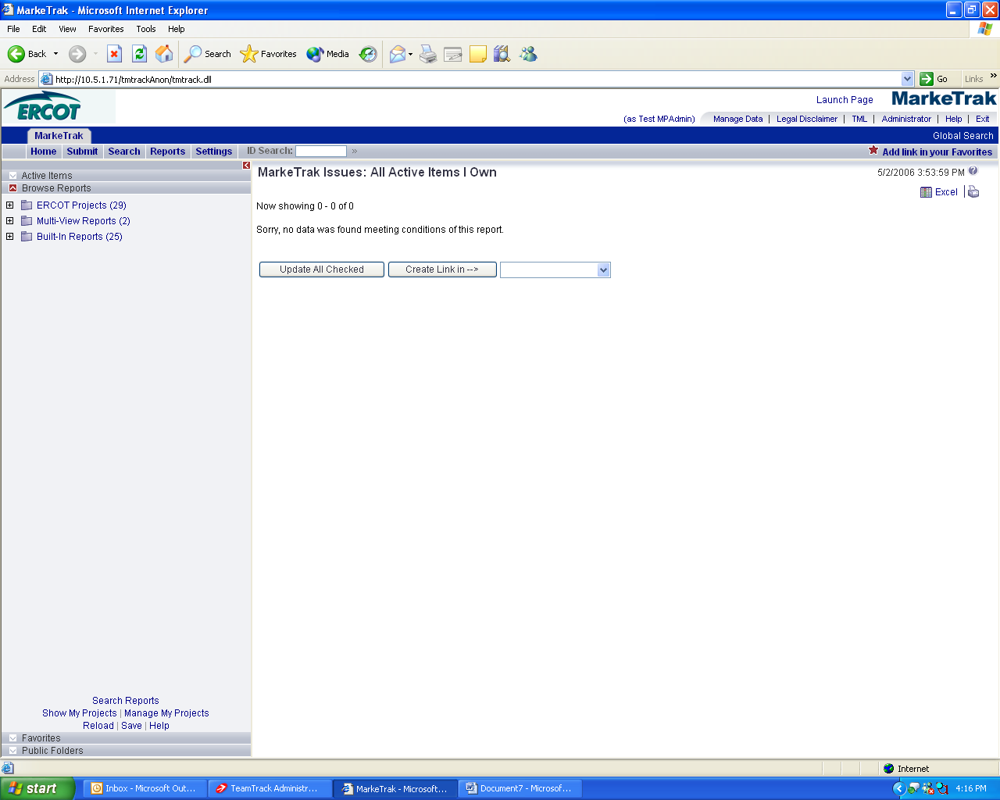 MarkeTrak - Microsoft Internet Explorer
File Edit View Favorites Tools Help
Back Search Favorites Media
Address http://10.5.1.71/tmtrackAnon/tmtrack.dll Go Links »
ERCOT
Launch Page MarkeTrak
(as Test MPAdmin) Manage Data | Legal Disclaimer | TML | Administrator | Help | Exit
MarkeTrak Global Search
Home Submit Search Reports Settings ID Search: » Add link in your Favorites
Active Items
Browse Reports
ERCOT Projects (29)
Multi-View Reports (2)
Built-In Reports (25)
Search Reports
Show My Projects | Manage My Projects
Reload | Save | Help
Favorites
Public Folders
MarkeTrak Issues: All Active Items I Own 5/2/2006 3:53:59 PM
Excel |
Now showing 0 - 0 of 0
Sorry, no data was found meeting conditions of this report.
Update All Checked Create Link in -->
Internet
start Inbox - Microsoft Out... TeamTrack Administr... MarkeTrak - Microsoft... Document7 - Microsof... 4:16 PM